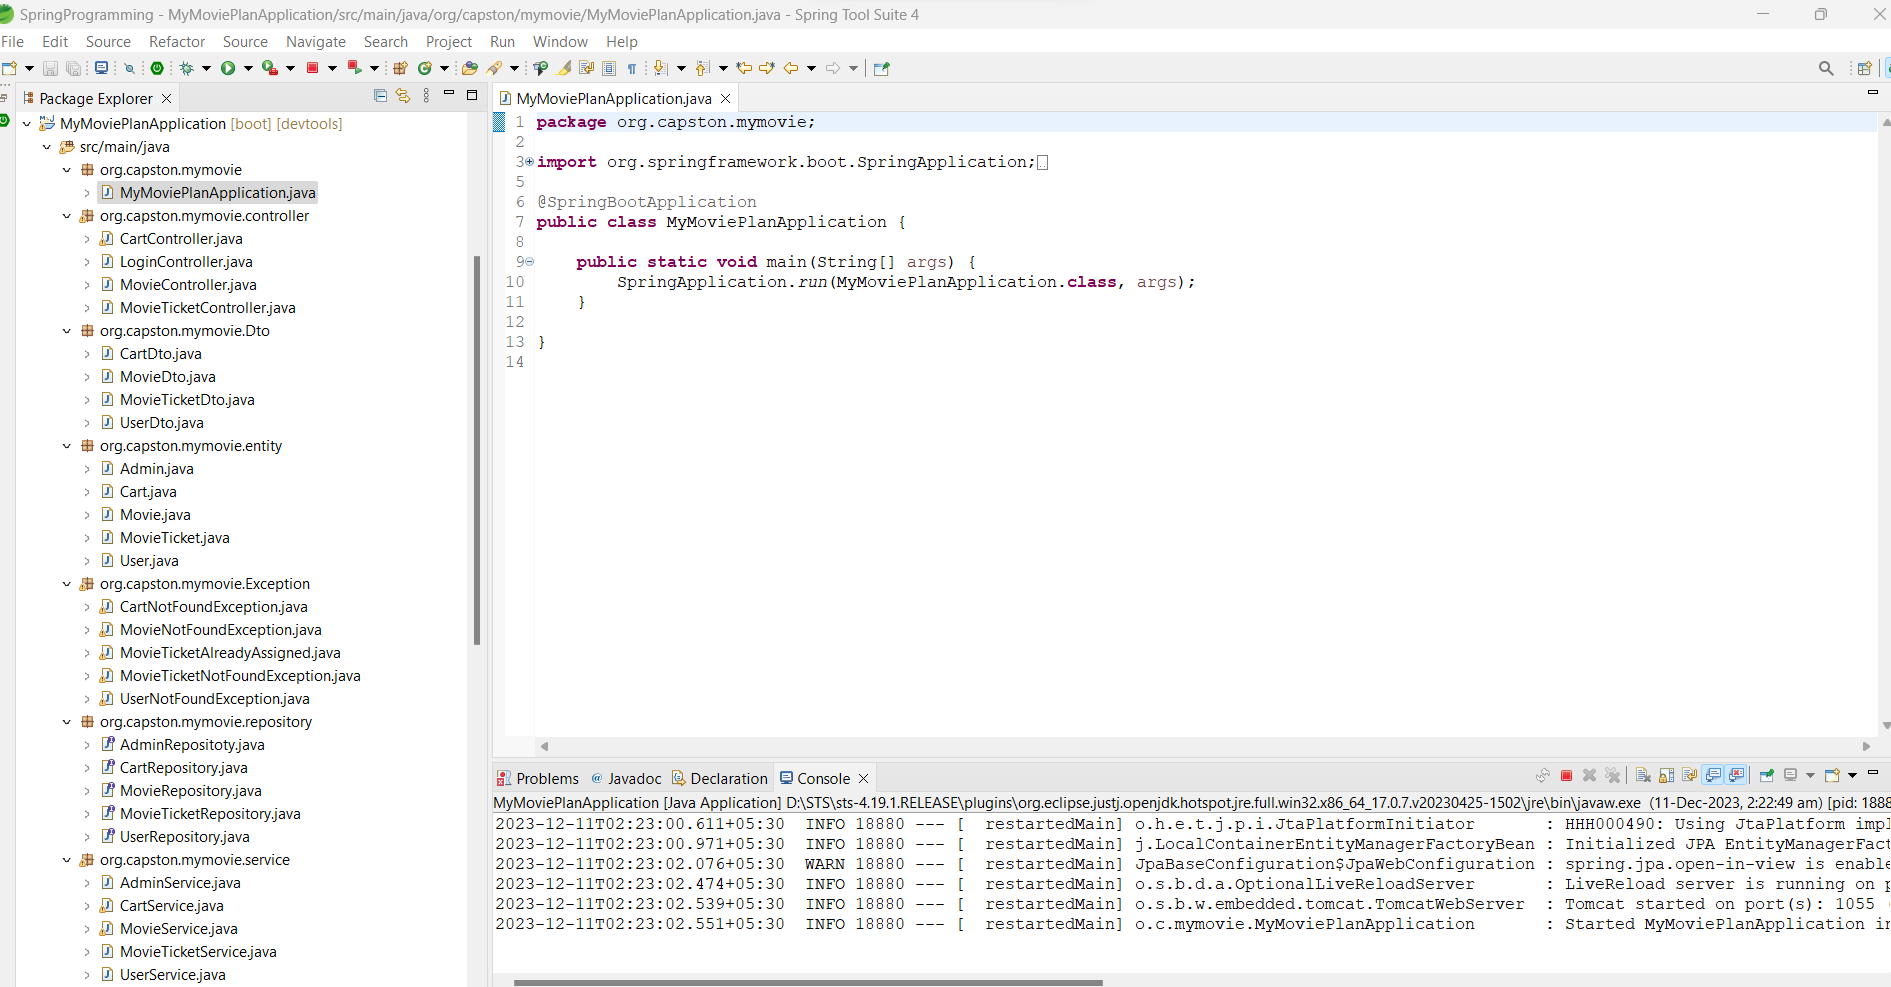 SpringProgramming - MyMoviePlanApplication/src/main/java/org/capston/mymovie/MyMoviePlanApplication.java - Spring Tool Suite 4
File Edit Source Refactor Source Navigate Search Project Run Window Help
Package Explorer
MyMoviePlanApplication [boot] [devtools]
src/main/java
org.capston.mymovie
MyMoviePlanApplication.java
org.capston.mymovie.controller
CartController.java
LoginController.java
MovieController.java
MovieTicketController.java
org.capston.mymovie.Dto
CartDto.java
MovieDto.java
MovieTicketDto.java
UserDto.java
org.capston.mymovie.entity
Admin.java
Cart.java
Movie.java
MovieTicket.java
User.java
org.capston.mymovie.Exception
CartNotFoundException.java
MovieNotFoundException.java
MovieTicketAlreadyAssigned.java
MovieTicketNotFoundException.java
UserNotFoundException.java
org.capston.mymovie.repository
AdminRepositoty.java
CartRepository.java
MovieRepository.java
MovieTicketRepository.java
UserRepository.java
org.capston.mymovie.service
AdminService.java
CartService.java
MovieService.java
MovieTicketService.java
UserService.java
MyMoviePlanApplication.java
1 package org.capston.mymovie;
2
3 import org.springframework.boot.SpringApplication;
5
6 @SpringBootApplication
7 public class MyMoviePlanApplication {
8
9 public static void main(String[] args) {
10 SpringApplication.run(MyMoviePlanApplication.class, args);
11 }
12
13 }
14
Problems @ Javadoc Declaration Console
MyMoviePlanApplication [Java Application] D:\STS\sts-4.19.1.RELEASE\plugins\org.eclipse.justj.openjdk.hotspot.jre.full.win32.x86_64_17.0.7.v20230425-1502\jre\bin\javaw.exe (11-Dec-2023, 2:22:49 am) [pid: 1888
2023-12-11T02:23:00.611+05:30 INFO 18880 --- [ restartedMain] o.h.e.t.j.p.i.JtaPlatformInitiator : HHH000490: Using JtaPlatform impl
2023-12-11T02:23:00.971+05:30 INFO 18880 --- [ restartedMain] j.LocalContainerEntityManagerFactoryBean : Initialized JPA EntityManagerFact
2023-12-11T02:23:02.076+05:30 WARN 18880 --- [ restartedMain] JpaBaseConfiguration$JpaWebConfiguration : spring.jpa.open-in-view is enable
2023-12-11T02:23:02.474+05:30 INFO 18880 --- [ restartedMain] o.s.b.d.a.OptionalLiveReloadServer : LiveReload server is running on p
2023-12-11T02:23:02.539+05:30 INFO 18880 --- [ restartedMain] o.s.b.w.embedded.tomcat.TomcatWebServer : Tomcat started on port(s): 1055
2023-12-11T02:23:02.551+05:30 INFO 18880 --- [ restartedMain] o.c.mymovie.MyMoviePlanApplication : Started MyMoviePlanApplication in